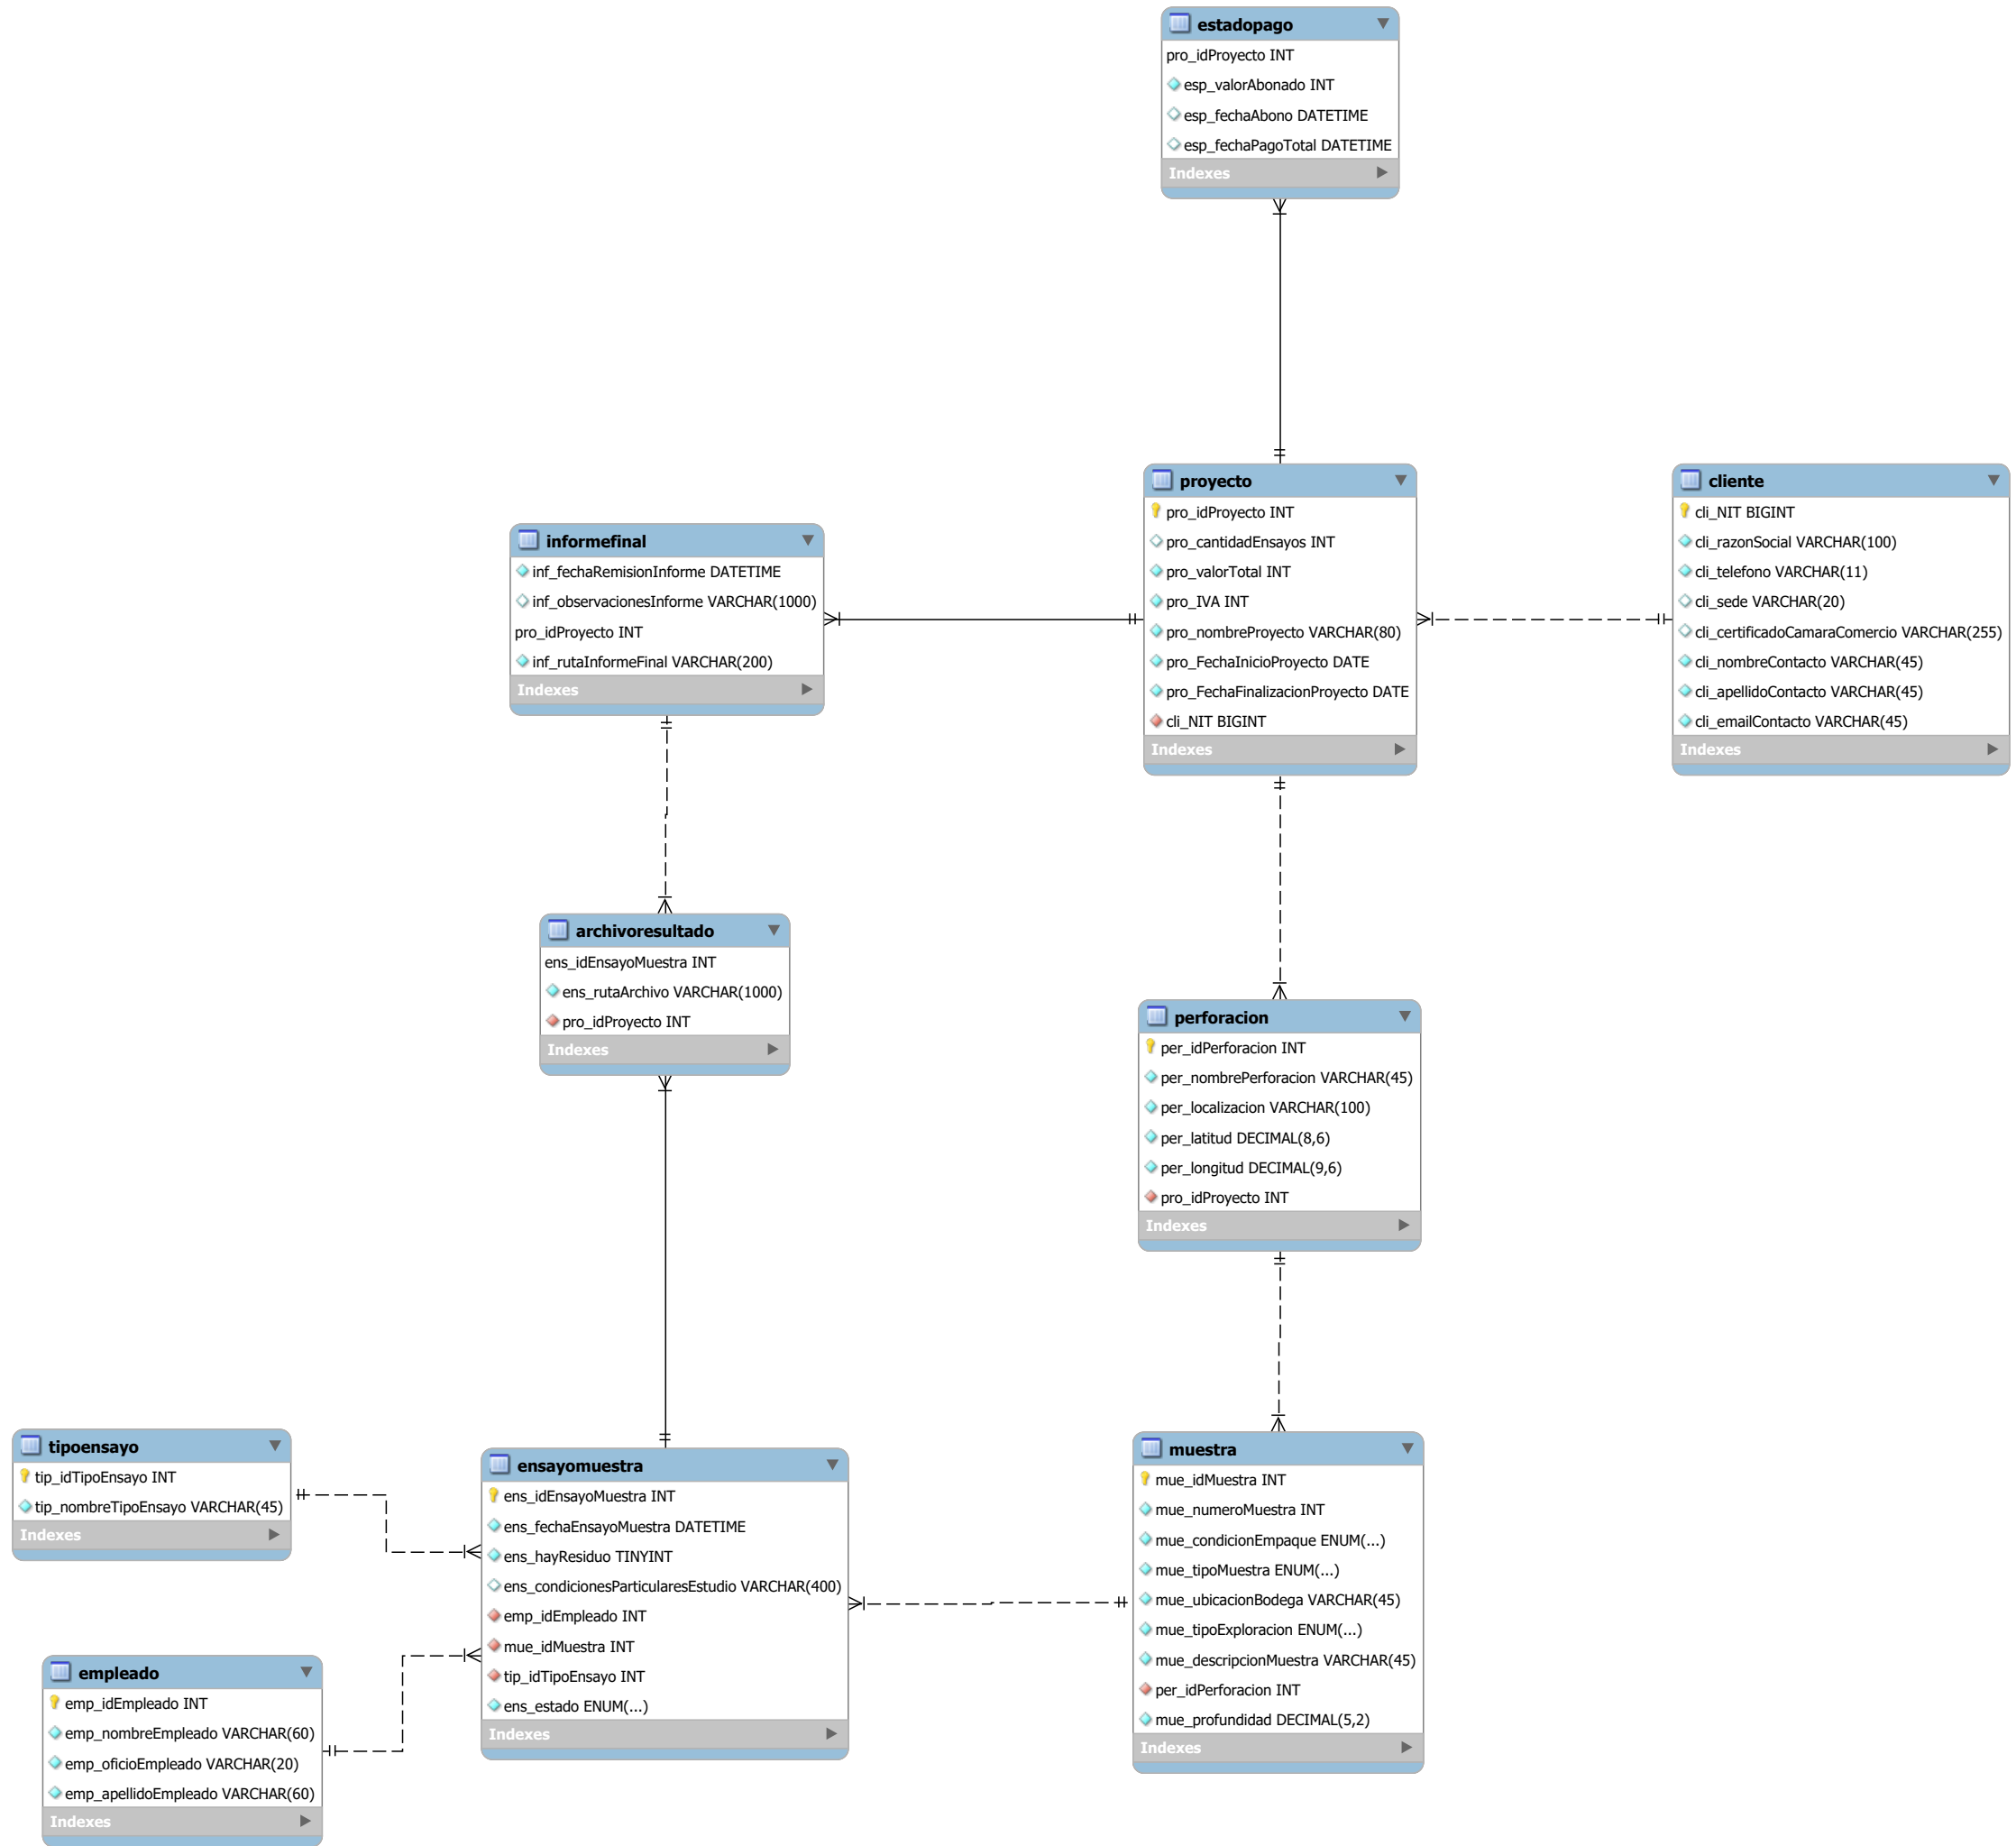 estadopago
pro_idProyecto INT
esp_valorAbonado INT
esp_fechaAbono DATETIME
esp_fechaPagoTotal DATETIME
Indexes
proyecto
pro_idProyecto INT
pro_cantidadEnsayos INT
pro_valorTotal INT
pro_IVA INT
pro_nombreProyecto VARCHAR(80)
pro_FechaInicioProyecto DATE
pro_FechaFinalizacionProyecto DATE
cli_NIT BIGINT
Indexes
cliente
cli_NIT BIGINT
cli_razonSocial VARCHAR(100)
cli_telefono VARCHAR(11)
cli_sede VARCHAR(20)
cli_certificadoCamaraComercio VARCHAR(255)
cli_nombreContacto VARCHAR(45)
cli_apellidoContacto VARCHAR(45)
cli_emailContacto VARCHAR(45)
Indexes
informefinal
inf_fechaRemisionInforme DATETIME
inf_observacionesInforme VARCHAR(1000)
pro_idProyecto INT
inf_rutaInformeFinal VARCHAR(200)
Indexes
archivoresultado
ens_idEnsayoMuestra INT
ens_rutaArchivo VARCHAR(1000)
pro_idProyecto INT
Indexes
perforacion
per_idPerforacion INT
per_nombrePerforacion VARCHAR(45)
per_localizacion VARCHAR(100)
per_latitud DECIMAL(8,6)
per_longitud DECIMAL(9,6)
pro_idProyecto INT
Indexes
tipoensayo
tip_idTipoEnsayo INT
tip_nombreTipoEnsayo VARCHAR(45)
Indexes
ensayomuestra
ens_idEnsayoMuestra INT
ens_fechaEnsayoMuestra DATETIME
ens_hayResiduo TINYINT
ens_condicionesParticularesEstudio VARCHAR(400)
emp_idEmpleado INT
mue_idMuestra INT
tip_idTipoEnsayo INT
ens_estado ENUM(...)
Indexes
muestra
mue_idMuestra INT
mue_numeroMuestra INT
mue_condicionEmpaque ENUM(...)
mue_tipoMuestra ENUM(...)
mue_ubicacionBodega VARCHAR(45)
mue_tipoExploracion ENUM(...)
mue_descripcionMuestra VARCHAR(45)
per_idPerforacion INT
mue_profundidad DECIMAL(5,2)
Indexes
empleado
emp_idEmpleado INT
emp_nombreEmpleado VARCHAR(60)
emp_oficioEmpleado VARCHAR(20)
emp_apellidoEmpleado VARCHAR(60)
Indexes